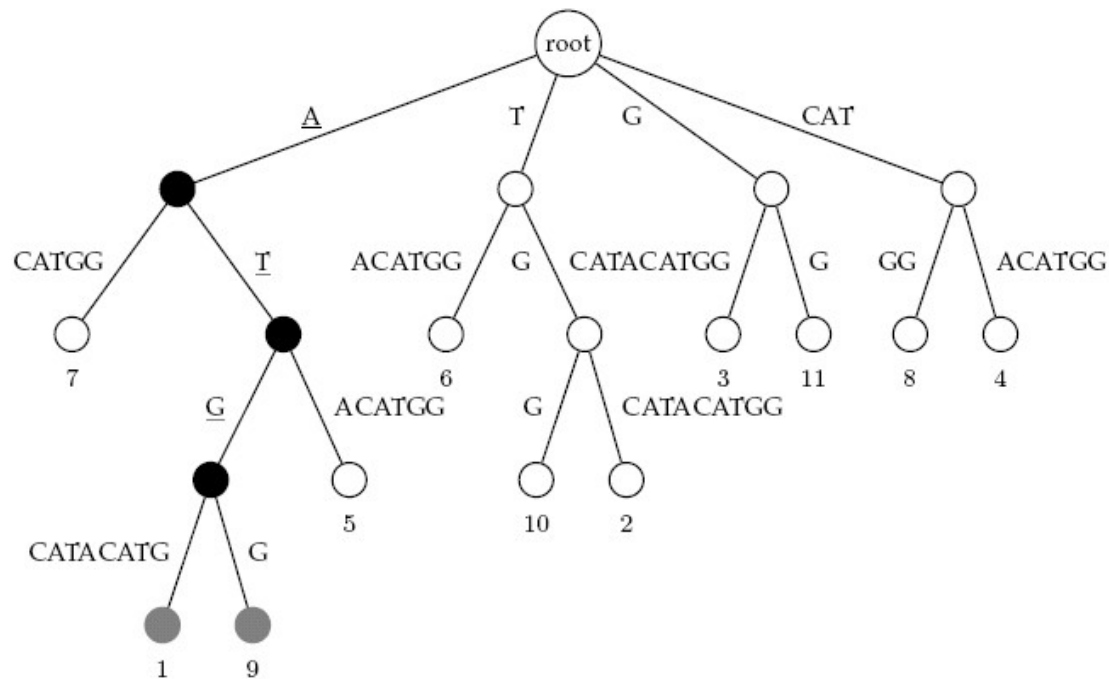 root
A T G CAT
CATGG T ACATGG G CATACATGG G GG ACATGG
7 6 3 11 8 4
G ACATGG G CATACATGG
5 10 2
CATACATG G
1 9